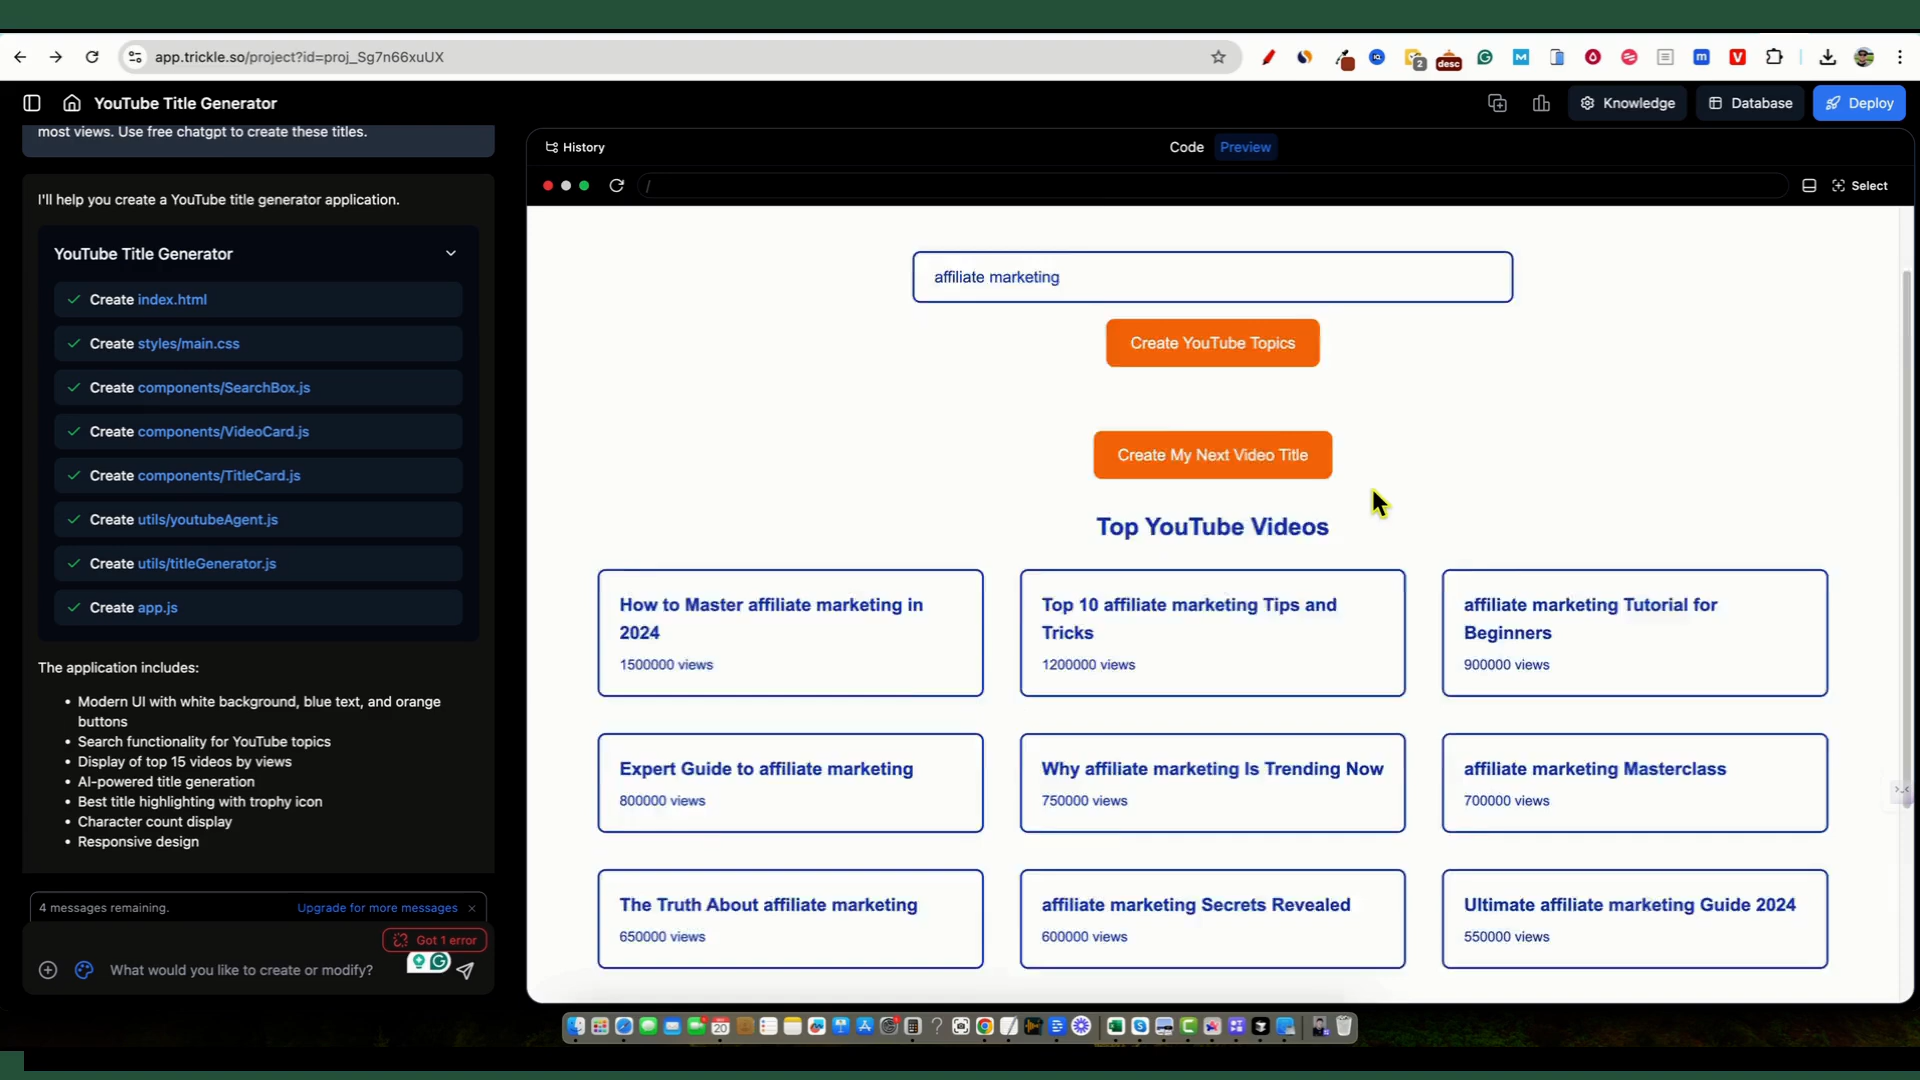 app.trickle.so/project?id=proj_Sg7n66xuUX
2
desc
YouTube Title Generator
Knowledge
Database
Deploy
most views. Use free chatgpt to create these titles.
I'll help you create a YouTube title generator application.
YouTube Title Generator
Create index.html
Create styles/main.css
Create components/SearchBox.js
Create components/VideoCard.js
Create components/TitleCard.js
Create utils/youtubeAgent.js
Create utils/titleGenerator.js
Create app.js
The application includes:
• Modern UI with white background, blue text, and orange
buttons
• Search functionality for YouTube topics
• Display of top 15 videos by views
• AI-powered title generation
• Best title highlighting with trophy icon
• Character count display
• Responsive design
4 messages remaining.
Upgrade for more messages
Got 1 error
What would you like to create or modify?
History
Code
Preview
/
Select
affiliate marketing
Create YouTube Topics
Create My Next Video Title
Top YouTube Videos
How to Master affiliate marketing in
2024
1500000 views
Top 10 affiliate marketing Tips and
Tricks
1200000 views
affiliate marketing Tutorial for
Beginners
900000 views
Expert Guide to affiliate marketing
800000 views
Why affiliate marketing Is Trending Now
750000 views
affiliate marketing Masterclass
700000 views
The Truth About affiliate marketing
650000 views
affiliate marketing Secrets Revealed
600000 views
Ultimate affiliate marketing Guide 2024
550000 views
20